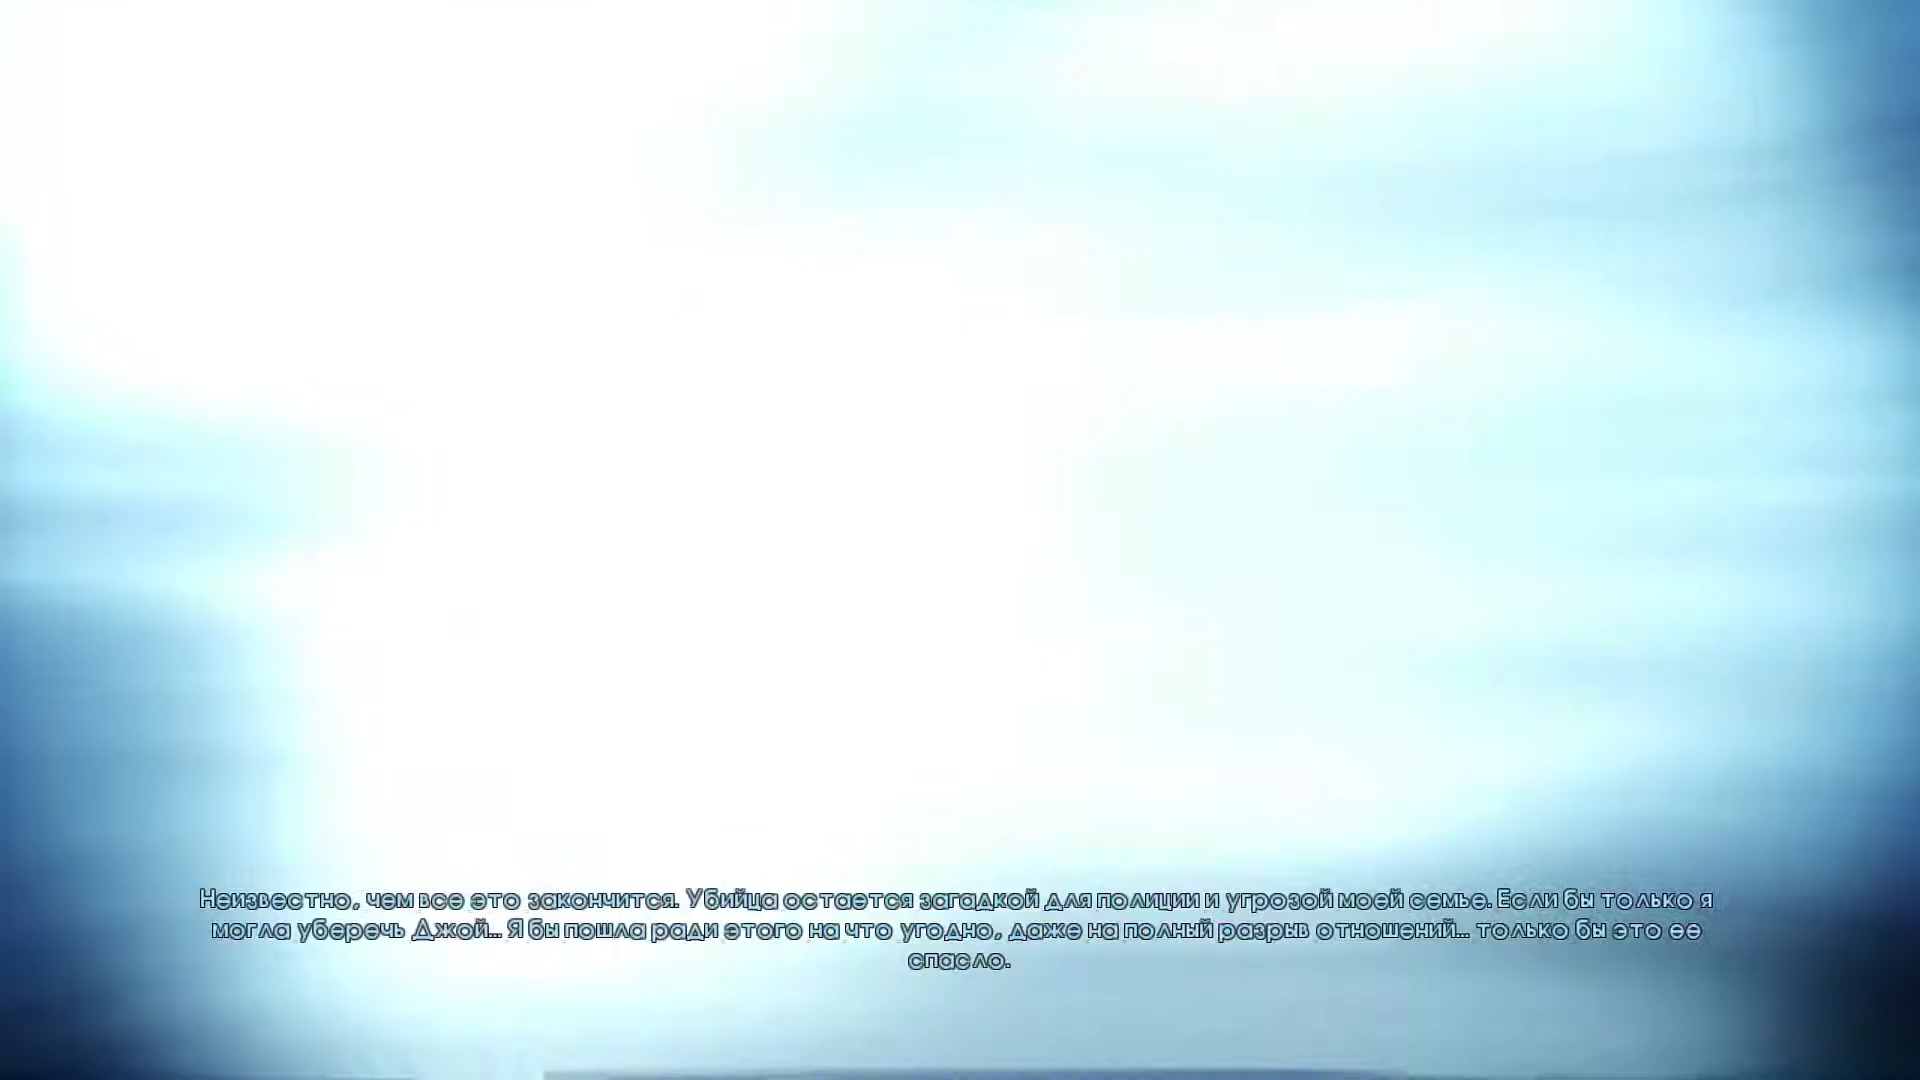 Неизвестно, чем все это закончится. Убийца остается загадкой для полиции и угрозой моей семье. Если бы только я
могла уберечь Джой... Я бы пошла ради этого на что угодно, даже на полный разрыв отношений... только бы это ее
спасло.